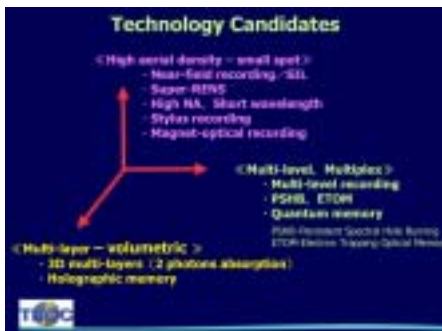 Technology Candidates
<High aerial density – small spot>
- Near-field recording／SIL
- Super-RENS
- High NA、Short wavelength
- Stylus recording
- Magnet-optical recording
<Multi-level、Multiplex>
- Multi-level recording
- PSHB、ETOM
- Quantum memory
PSHB-Persistent Spectral Hole Burning
ETOM-Electron Trapping Optical Memory
<Multi-layer – volumetric >
- 3D multi-layers（2 photons absorption）
- Holographic memory